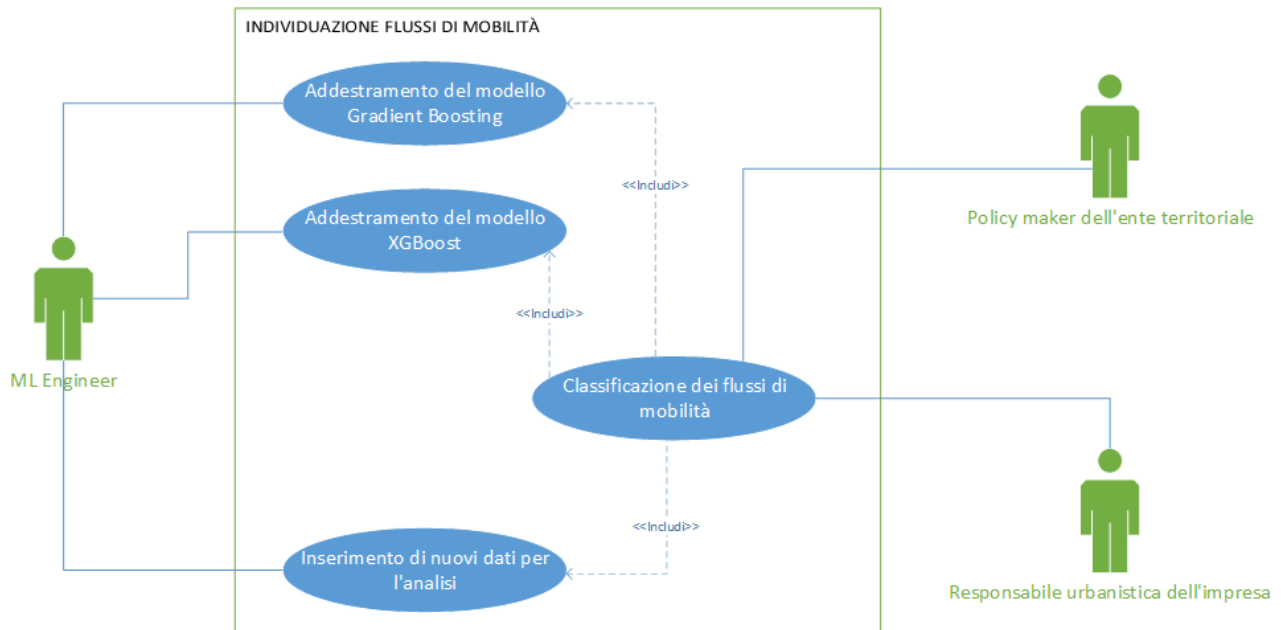 INDIVIDUAZIONE FLUSSI DI MOBILITÀ
Addestramento del modello
Gradient Boosting
<<Includi>>
Policy maker dell'ente territoriale
Addestramento del modello
XGBoost
<<Includi>>
ML Engineer
Classificazione dei flussi di
mobilità
<<Includi>>
Inserimento di nuovi dati per
l'analisi
Responsabile urbanistica dell'impresa